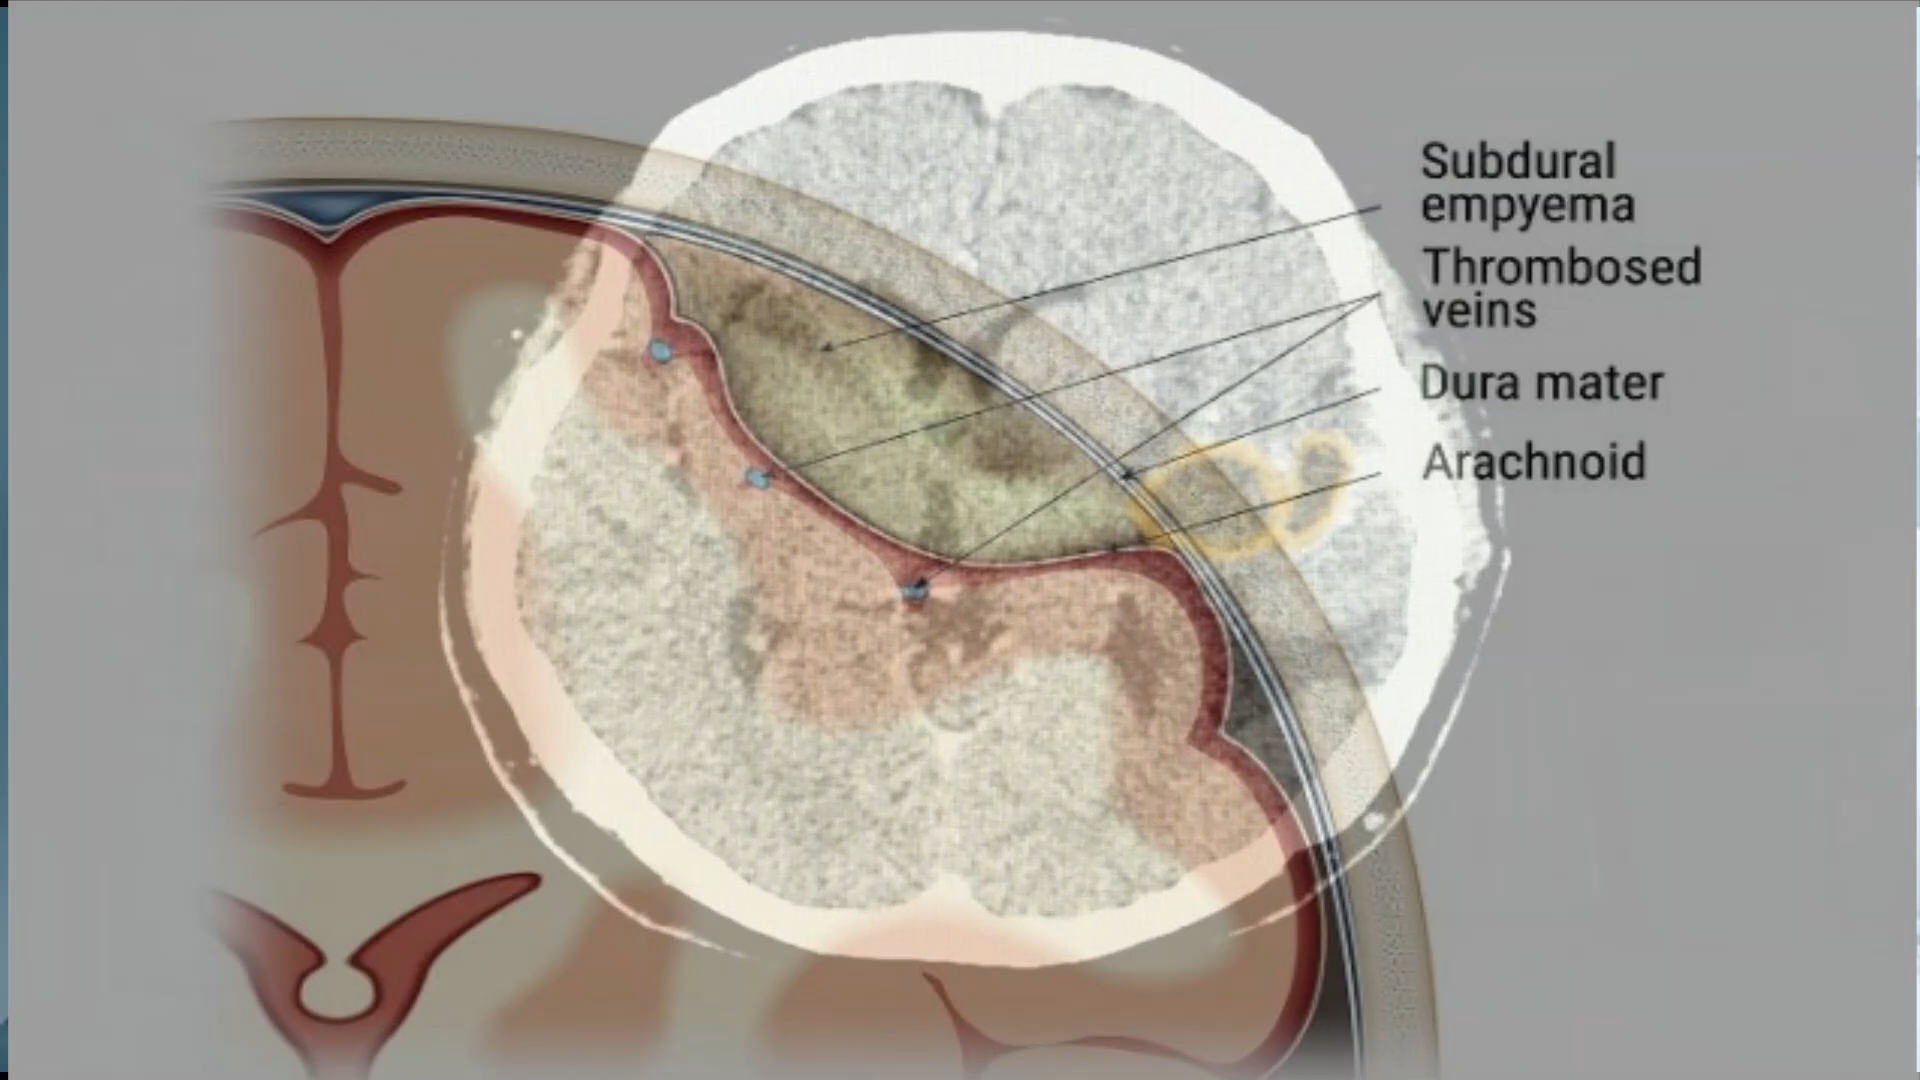 Subdural
empyema
Thrombosed
veins
Dura mater
Arachnoid